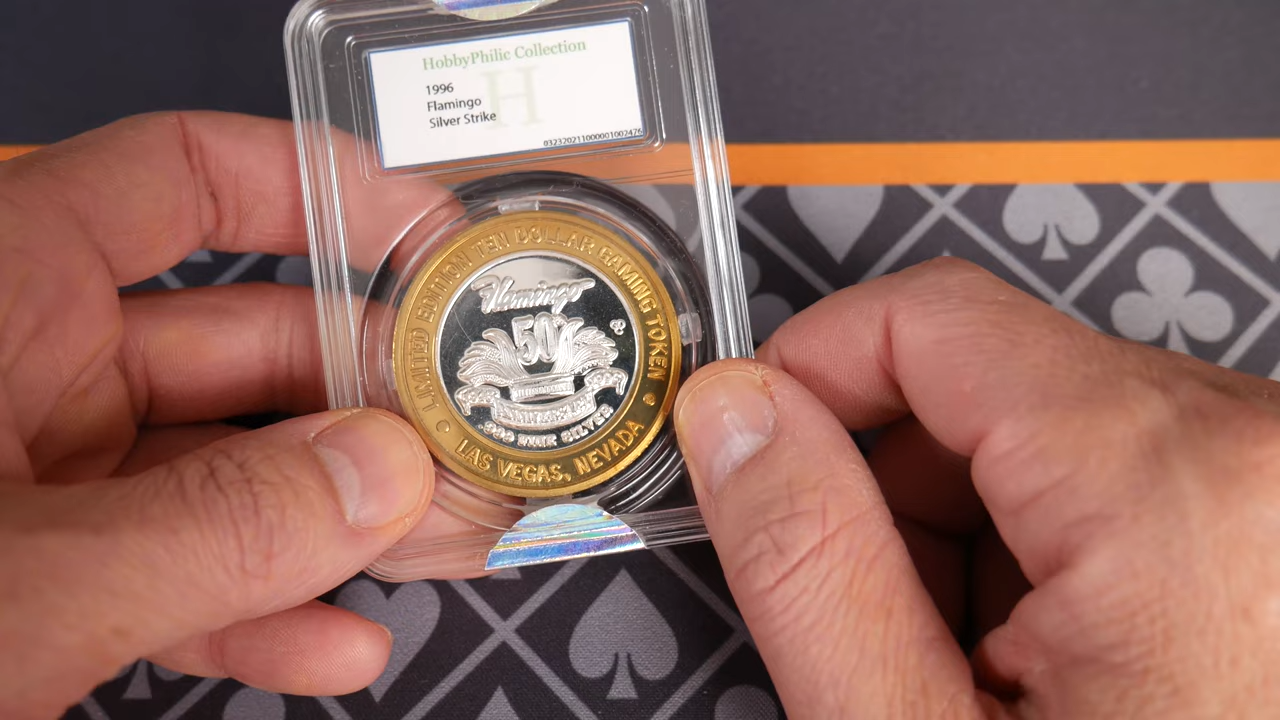 HobbyPhilic Collection
H
1996
Flamingo
Silver Strike
032320211000001002476
LIMITED EDITION TEN DOLLAR GAMING TOKEN
Flamingo
50
ANNIVERSARY
.999 FINE SILVER
• LAS VEGAS, NEVADA •